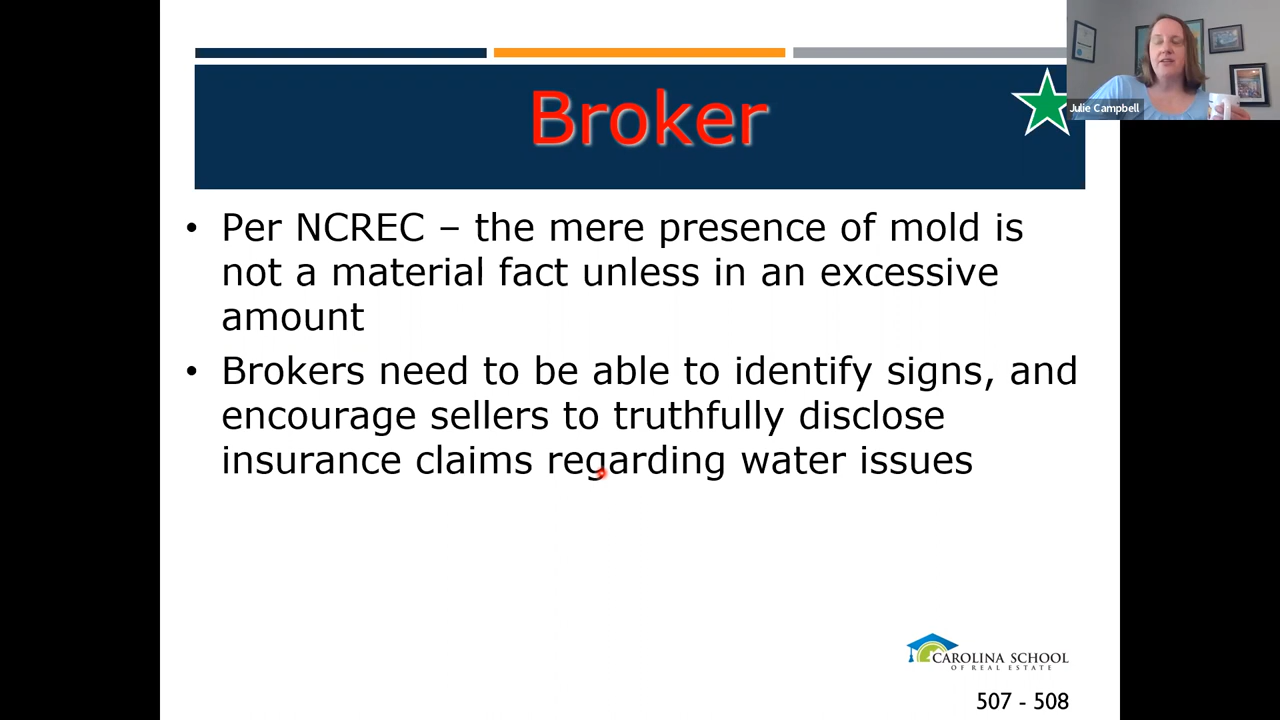 Broker
Julie Campbell
• Per NCREC – the mere presence of mold is
not a material fact unless in an excessive
amount
• Brokers need to be able to identify signs, and
encourage sellers to truthfully disclose
insurance claims regarding water issues
CAROLINA SCHOOL
OF REAL ESTATE
507 - 508